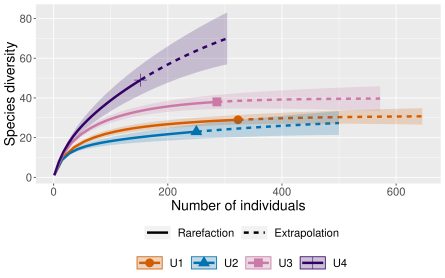 Species diversity
80
60
40
20
0
0 200 400 600
Number of individuals
Rarefaction Extrapolation
U1 U2 U3 U4